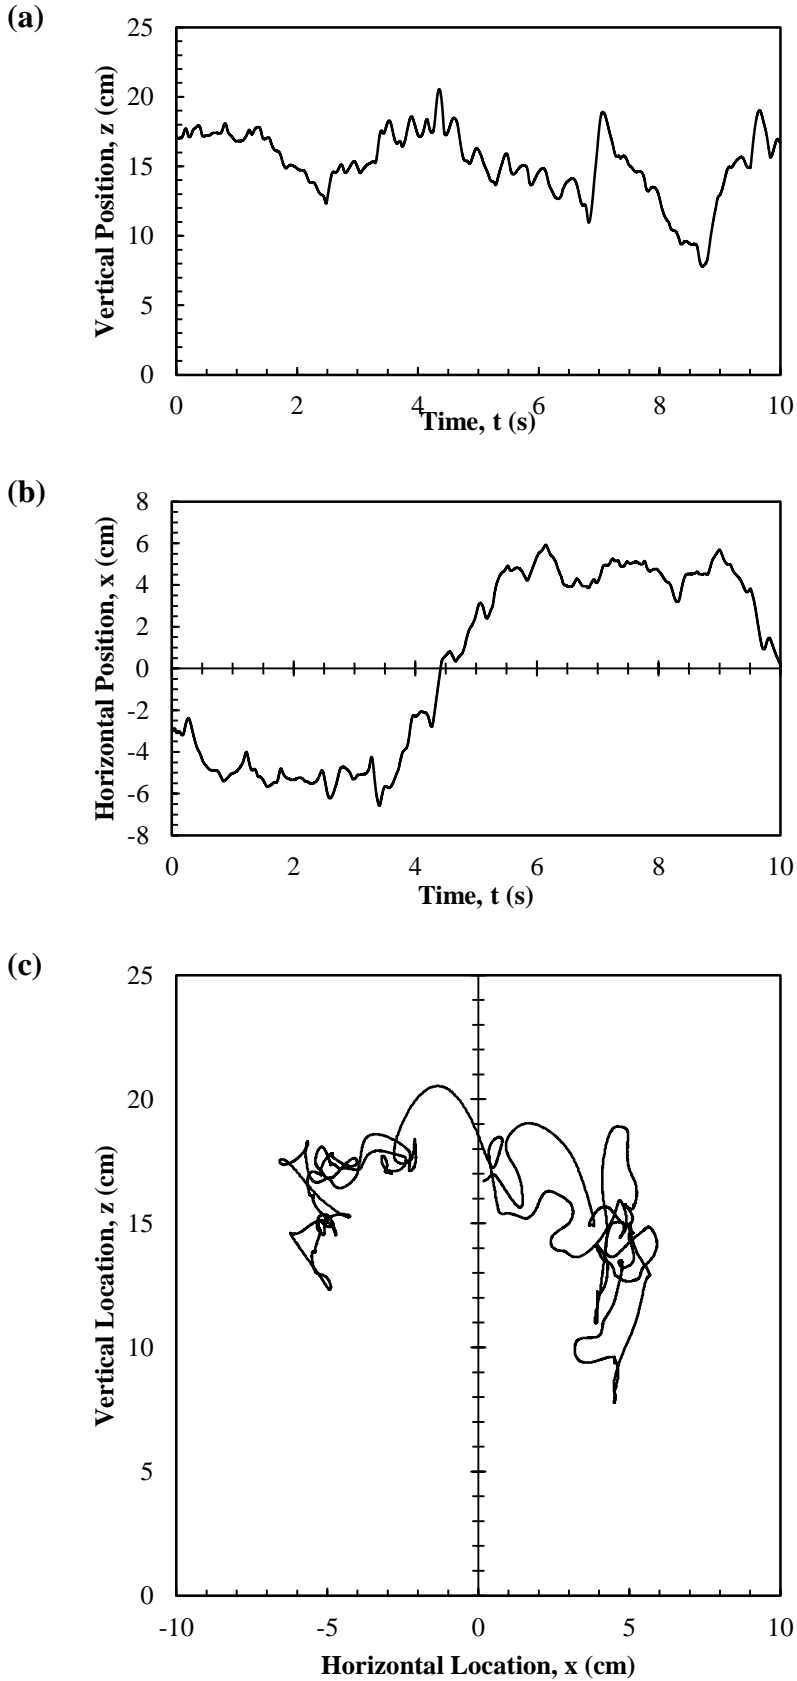 (a)
25
20
15
10
5
0
Vertical Position, z (cm)
0 2 4 6 8 10
Time, t (s)
(b)
8
6
4
2
0
-2
-4
-6
-8
Horizontal Position, x (cm)
0 2 4 6 8 10
Time, t (s)
(c)
25
20
15
10
5
0
Vertical Location, z (cm)
-10 -5 0 5 10
Horizontal Location, x (cm)